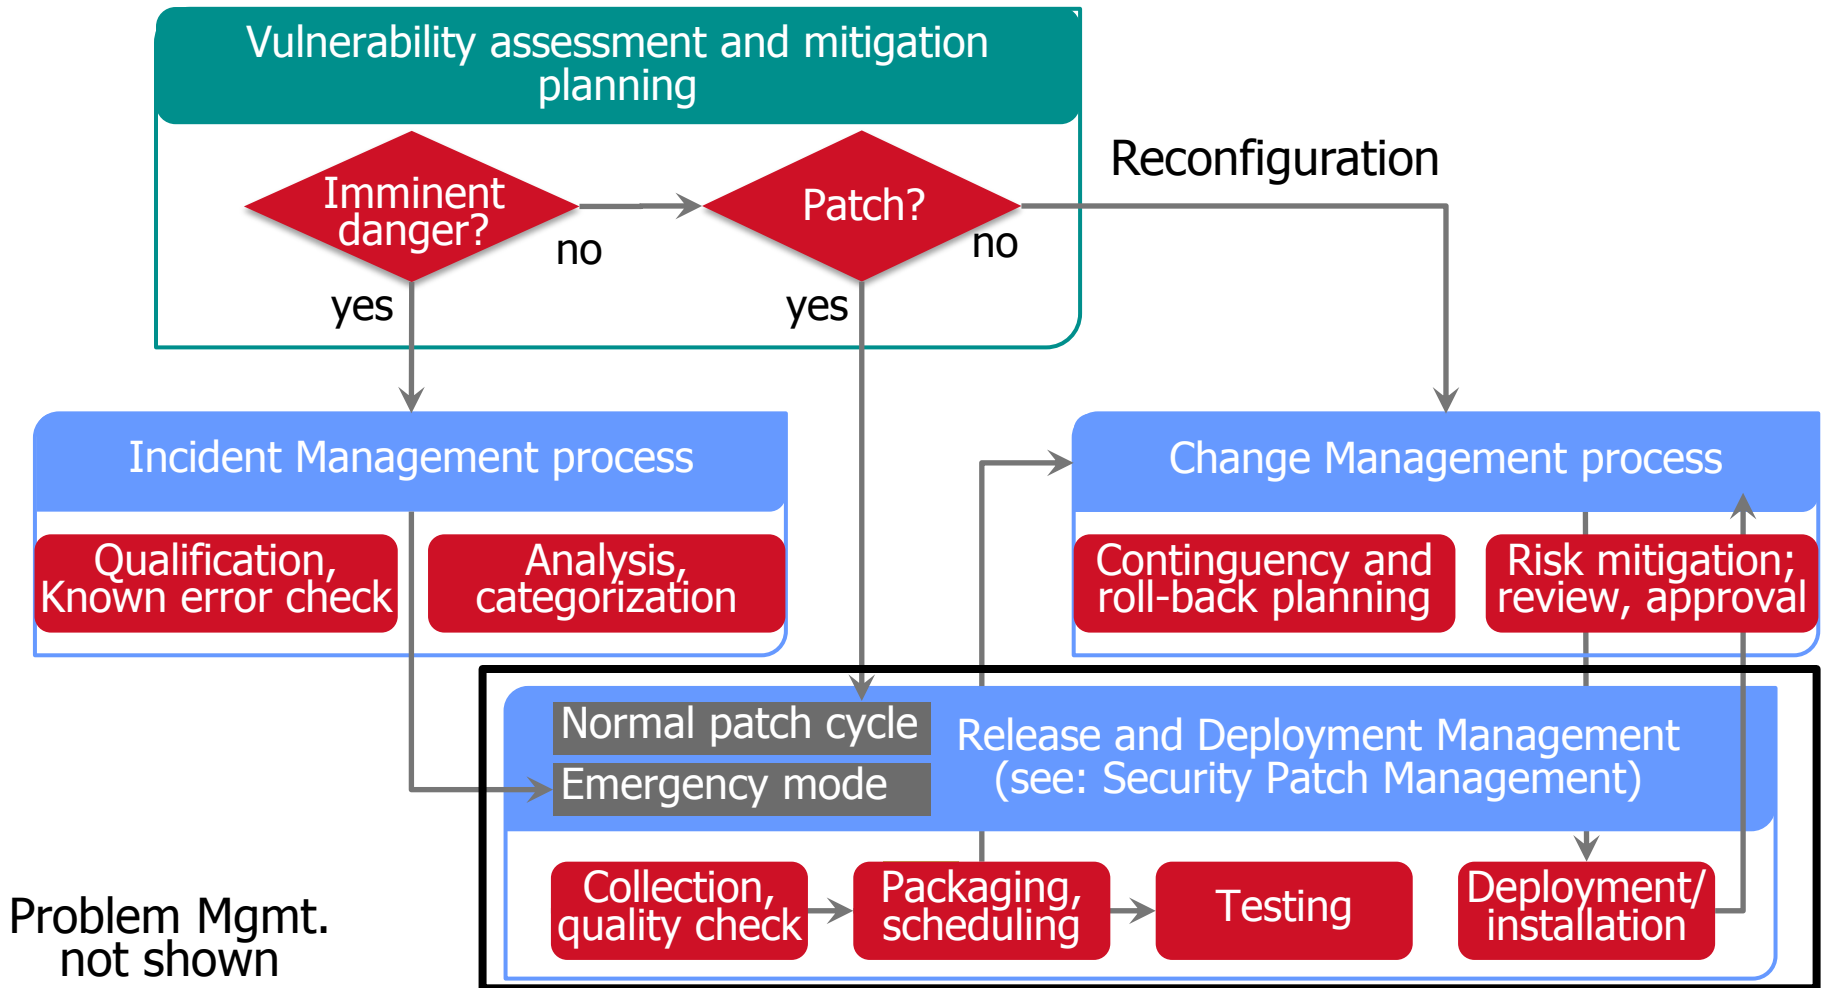 Vulnerability assessment and mitigation
planning
Imminent
danger?
no
yes
Patch?
no
yes
Reconfiguration
Incident Management process
Qualification,
Known error check
Analysis,
categorization
Change Management process
Continguency and
roll-back planning
Risk mitigation;
review, approval
Normal patch cycle
Emergency mode
Release and Deployment Management
(see: Security Patch Management)
Collection,
quality check
Packaging,
scheduling
Testing
Deployment/
installation
Problem Mgmt.
not shown